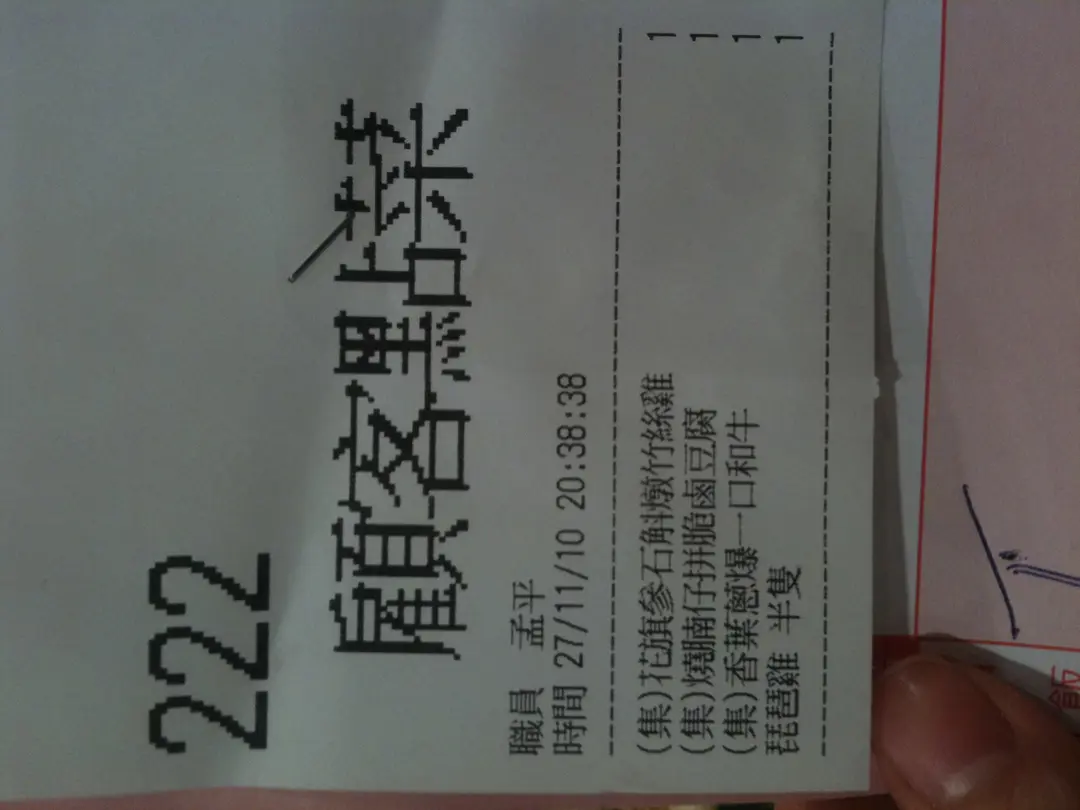 222
顧客點菜
職員 孟平
時間 27/11/10 20:38:38
(集)花旗參石斛燉竹絲雞 1
(集)燒腩仔拼脆鹵豆腐 1
(集)香葉蔥爆一口和牛 1
琵琶雞 半隻 1
飯